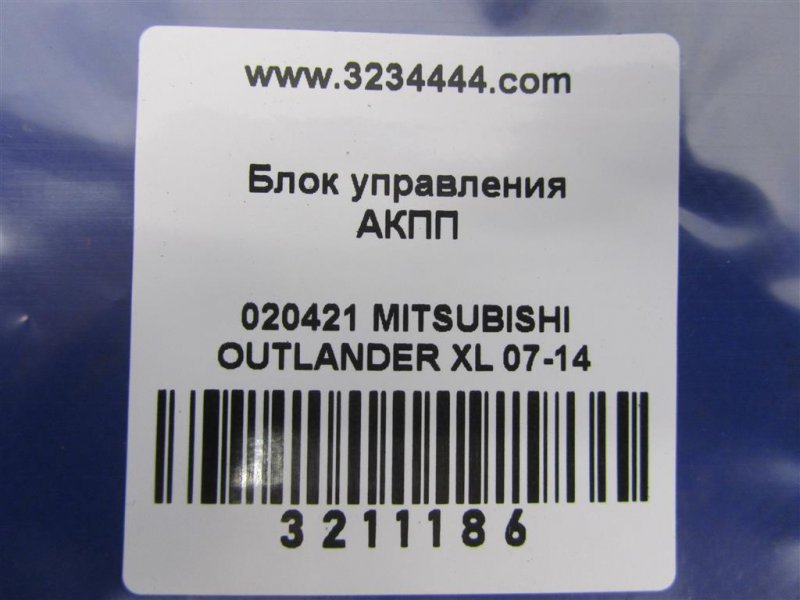 www.3234444.com
Блок управления
АКПП
020421 MITSUBISHI
OUTLANDER XL 07-14
3211186